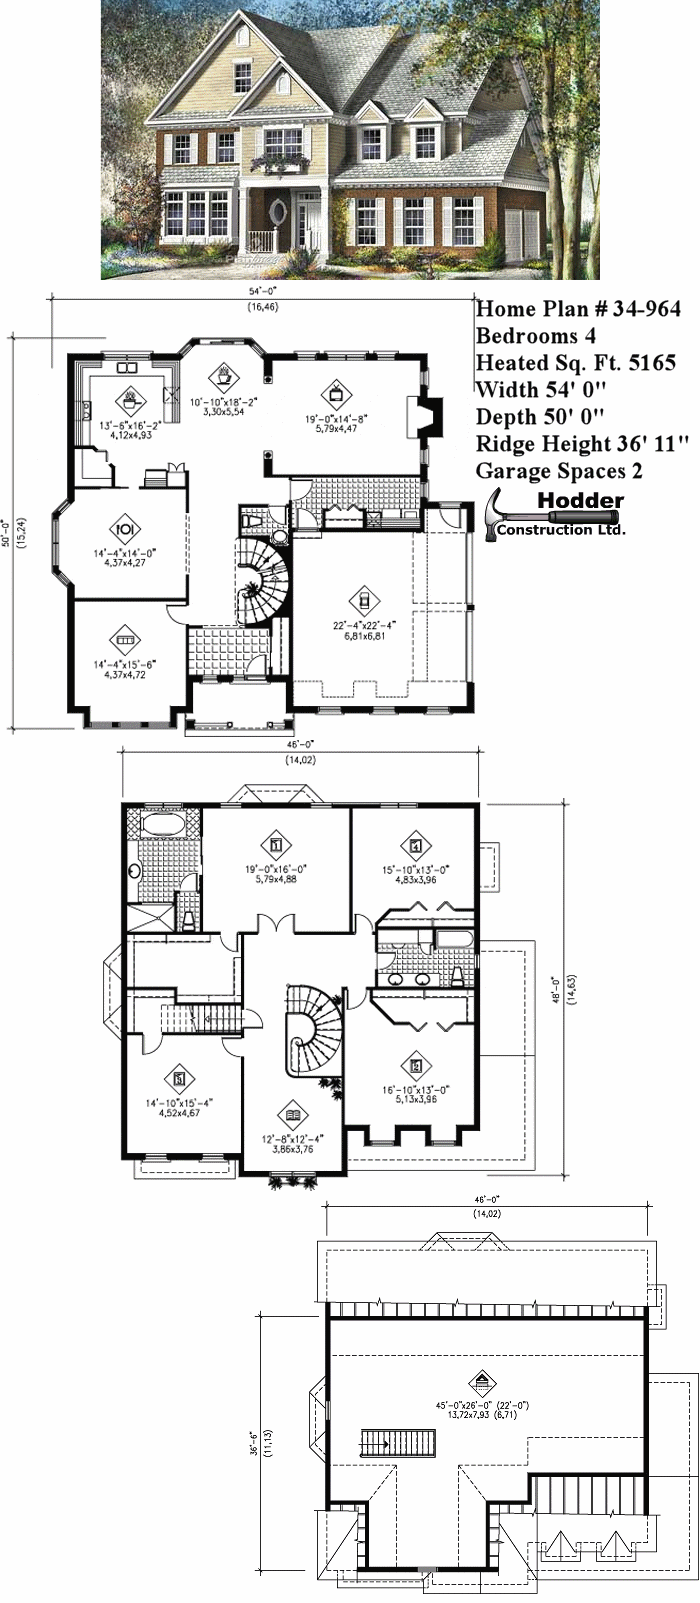 54'-0"
(16,46)
Home Plan # 34-964
Bedrooms 4
Heated Sq. Ft. 5165
Width 54' 0"
Depth 50' 0"
Ridge Height 36' 11"
Garage Spaces 2
Hodder
Construction Ltd.
10'-10"x18'-2"
3,30x5,54
13'-6"x16'-2"
4,12x4,93
19'-0"x14'-8"
5,79x4,47
50'-0"
(15,24)
14'-4"x14'-0"
4,37x4,27
22'-4"x22'-4"
6,81x6,81
14'-4"x15'-6"
4,37x4,72
46'-0"
(14,02)
1
19'-0"x16'-0"
5,79x4,88
4
15'-10"x13'-0"
4,83x3,96
48'-0"
(14,63)
3
14'-10"x15'-4"
4,52x4,67
2
16'-10"x13'-0"
5,13x3,96
12'-8"x12'-4"
3,86x3,76
46'-0"
(14,02)
45'-0"x26'-0" (22'-0")
13,72x7,93 (6,71)
36'-6"
(11,13)